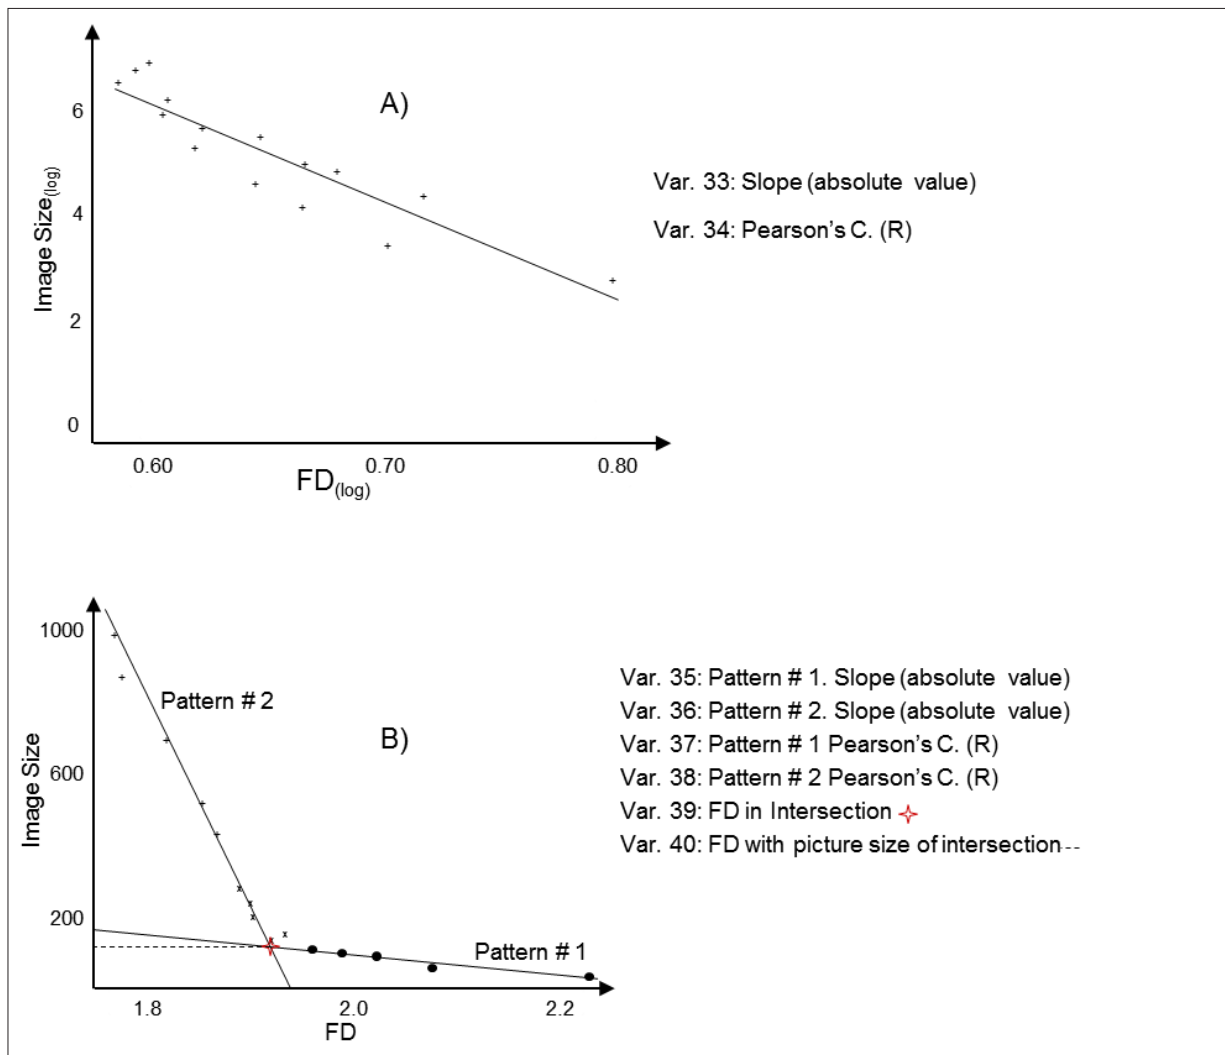 A)
6
4
2
0
Image Size(log)
0.60 0.70 0.80
FD(log)
Var. 33: Slope (absolute value)
Var. 34: Pearson's C. (R)
B)
1000
600
200
Image Size
Pattern # 2
Pattern # 1
1.8 2.0 2.2
FD
Var. 35: Pattern # 1. Slope (absolute value)
Var. 36: Pattern # 2. Slope (absolute value)
Var. 37: Pattern # 1 Pearson's C. (R)
Var. 38: Pattern # 2 Pearson's C. (R)
Var. 39: FD in Intersection
Var. 40: FD with picture size of intersection---